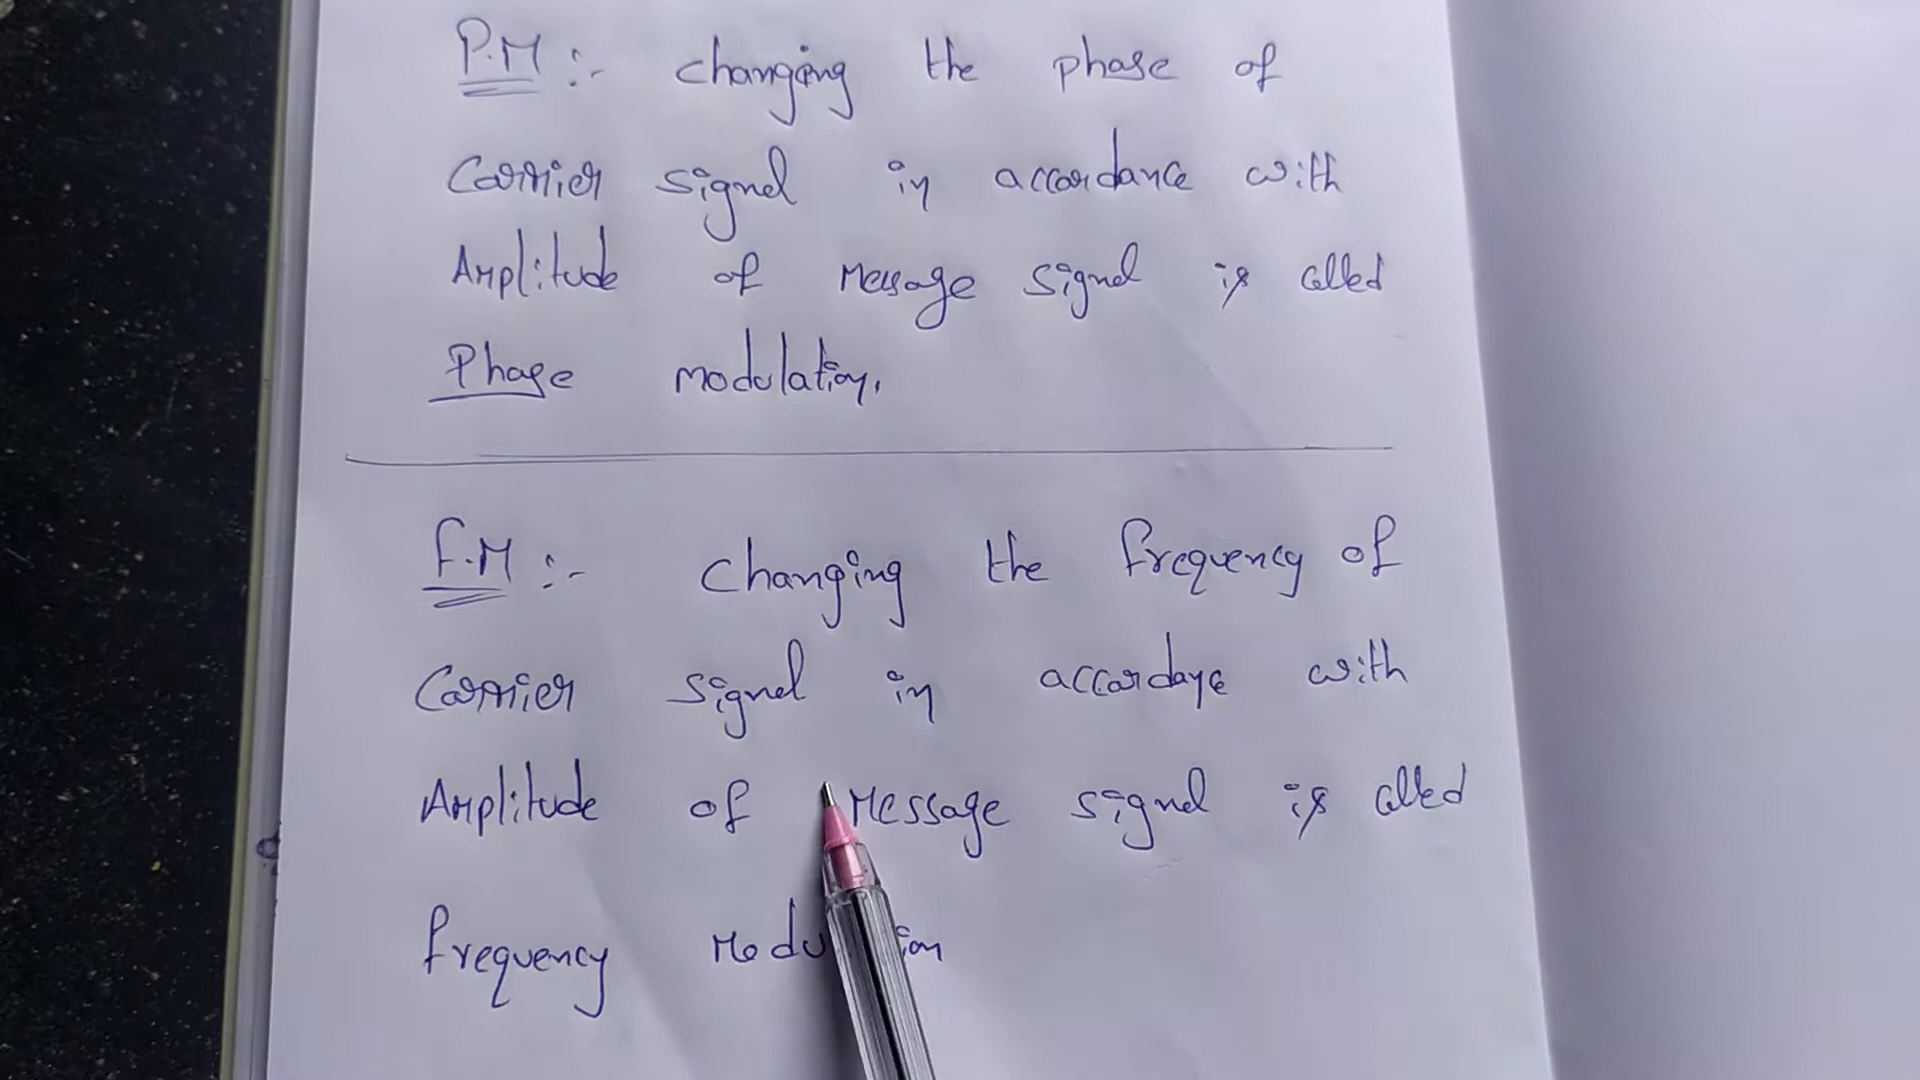 P.M :- changing the phase of
Carrier signal in accordance with
Amplitude of Message signal is called
Phase modulation.
F.M :- changing the frequency of
Carrier signal in accordance with
Amplitude of Message signal is called
frequency